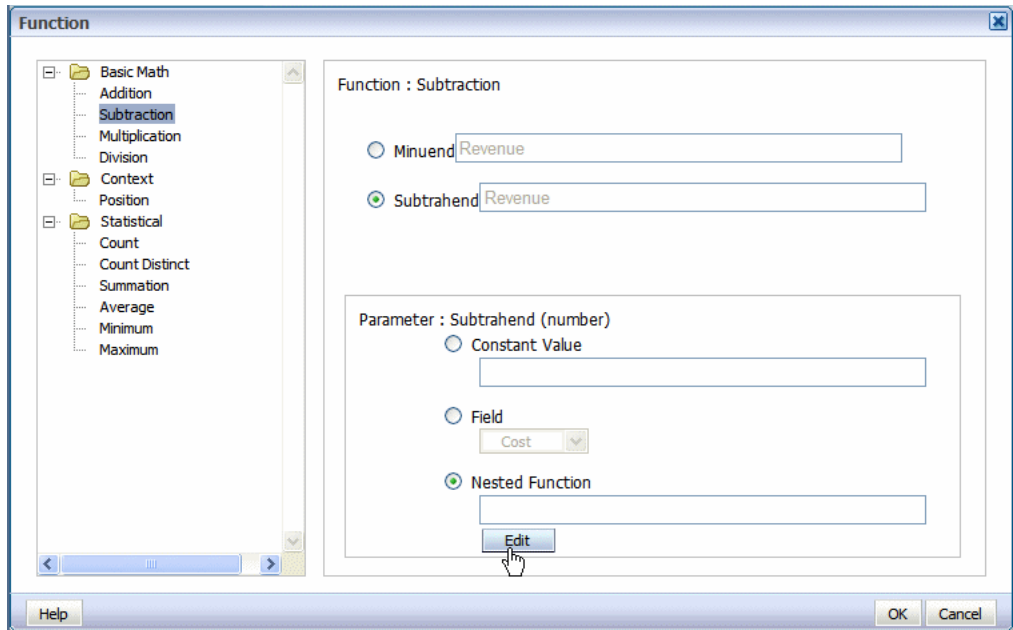 Function
Basic Math
Addition
Subtraction
Multiplication
Division
Context
Position
Statistical
Count
Count Distinct
Summation
Average
Minimum
Maximum
Function : Subtraction
Minuend Revenue
Subtrahend Revenue
Parameter : Subtrahend (number)
Constant Value
Field
Cost
Nested Function
Edit
Help
OK Cancel